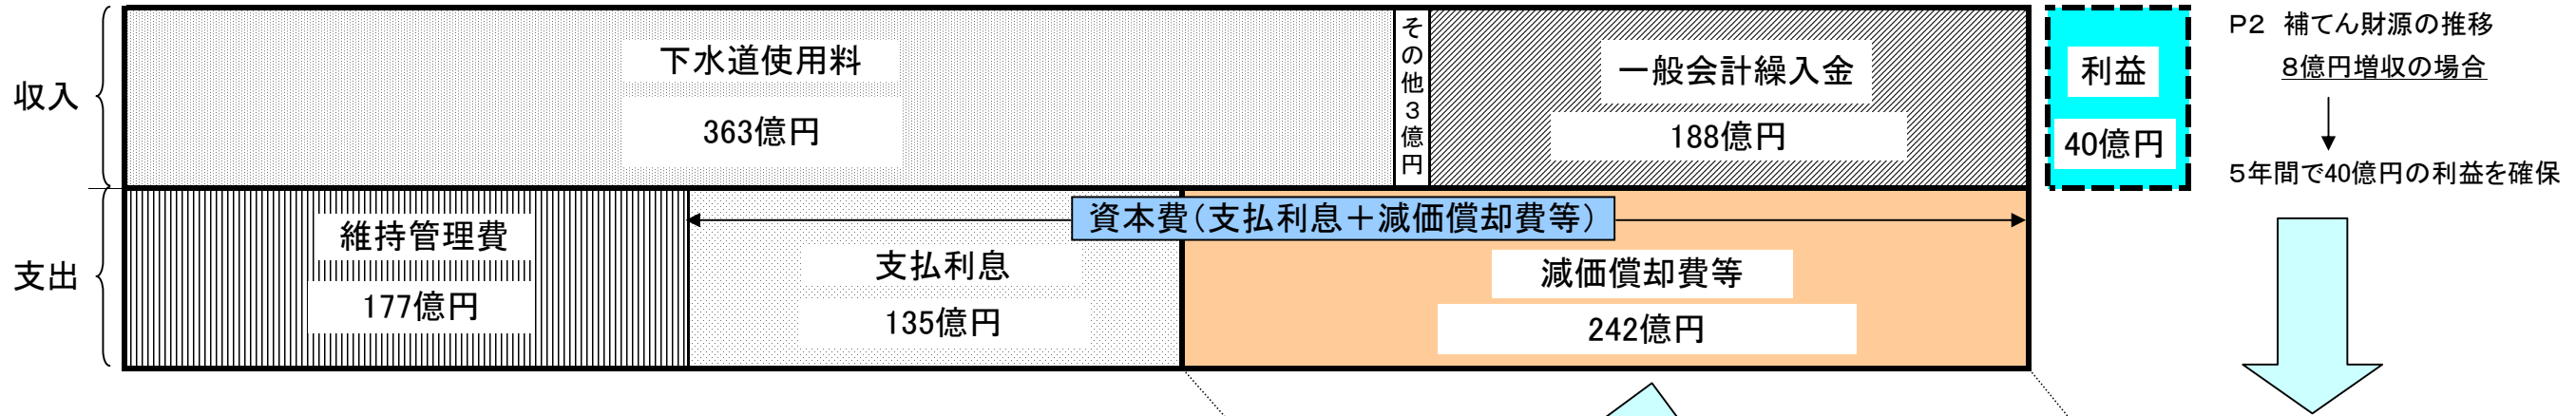 収入
下水道使用料
363億円
その他3億円
一般会計繰入金
188億円
利益
40億円
P2 補てん財源の推移
8億円増収の場合
5年間で40億円の利益を確保
支出
維持管理費
177億円
資本費(支払利息+減価償却費等)
支払利息
135億円
減価償却費等
242億円